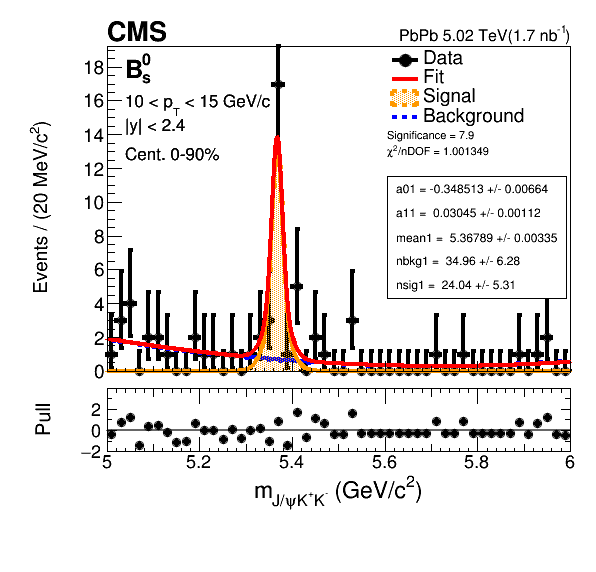 CMS
PbPb 5.02 TeV(1.7 nb⁻¹)
B⁰ₛ
10 < p_T < 15 GeV/c
|y| < 2.4
Cent. 0-90%
Data
Fit
Signal
Background
Significance = 7.9
χ²/nDOF = 1.001349
a01 = -0.348513 +/- 0.00664
a11 = 0.03045 +/- 0.00112
mean1 = 5.36789 +/- 0.00335
nbkg1 = 34.96 +/- 6.28
nsig1 = 24.04 +/- 5.31
Events / (20 MeV/c²)
18
16
14
12
10
8
6
4
2
0
Pull
2
0
−2
5 5.2 5.4 5.6 5.8 6
m_J/ψK⁺K⁻ (GeV/c²)